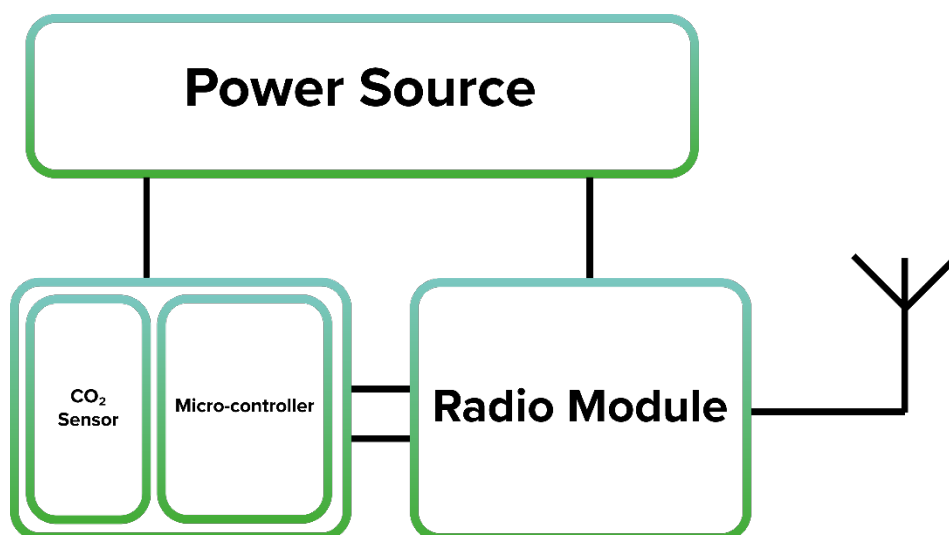 Power Source
CO₂
Sensor
Micro-controller
Radio Module